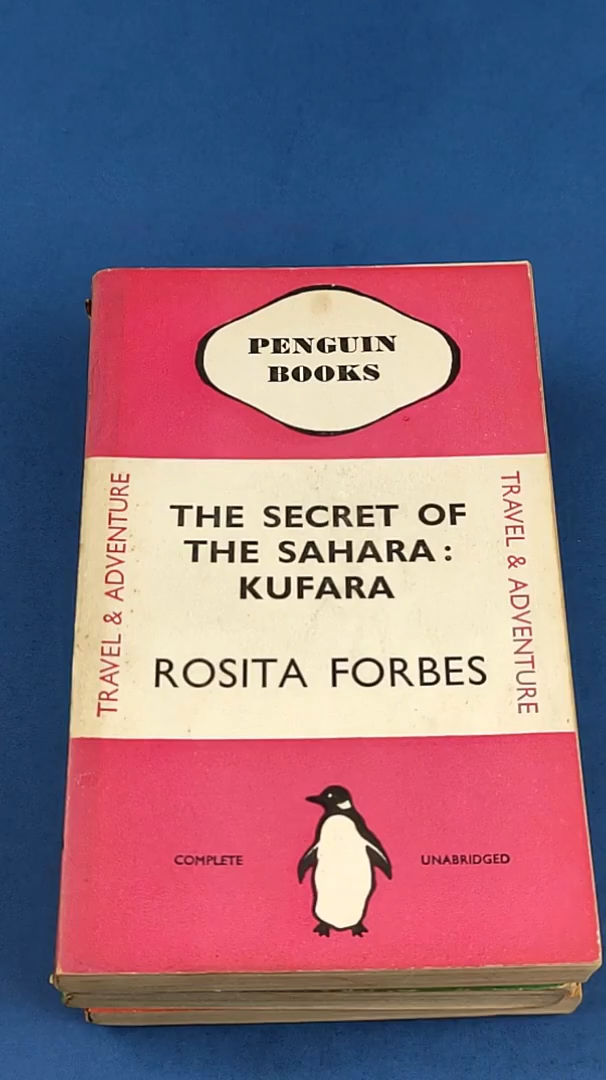 PENGUIN
BOOKS
TRAVEL & ADVENTURE
THE SECRET OF
THE SAHARA:
KUFARA
ROSITA FORBES
TRAVEL & ADVENTURE
COMPLETE
UNABRIDGED